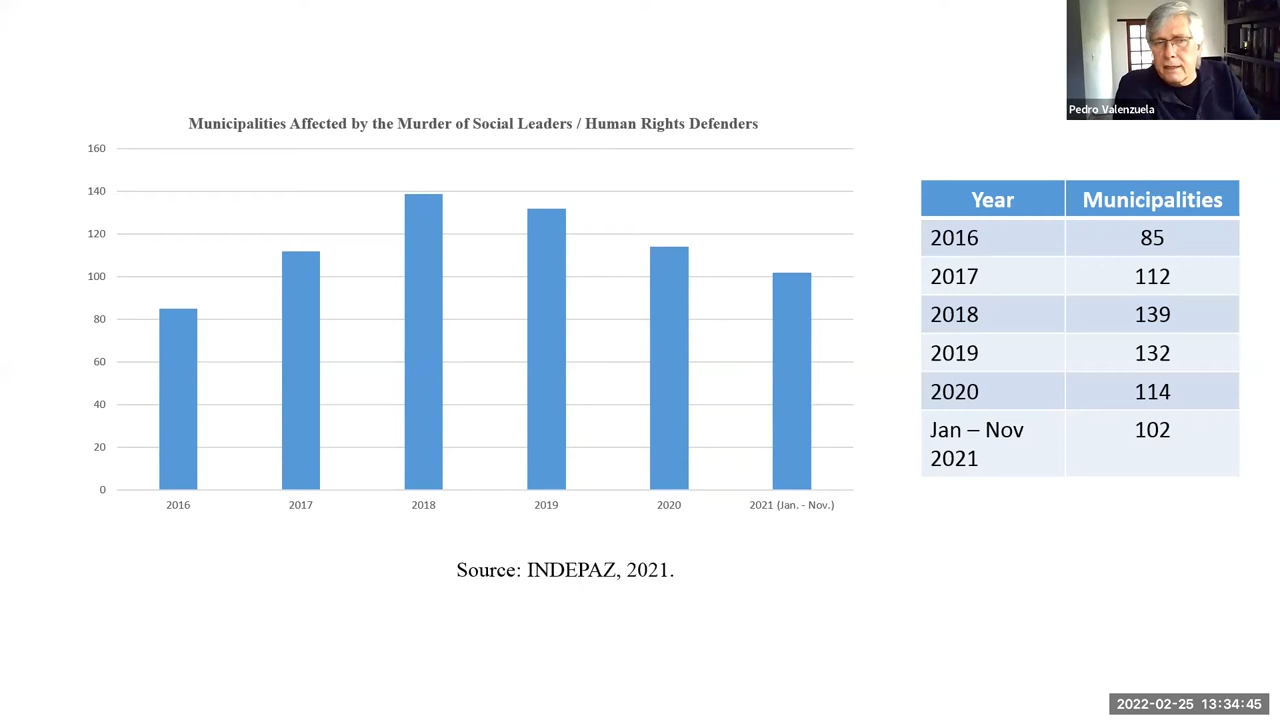 Pedro Valenzuela
Municipalities Affected by the Murder of Social Leaders / Human Rights Defenders
160
140
120
100
80
60
40
20
0
2016 2017 2018 2019 2020 2021 (Jan. - Nov.)
Year Municipalities
2016 85
2017 112
2018 139
2019 132
2020 114
Jan – Nov 102
2021
Source: INDEPAZ, 2021.
2022-02-25 13:34:45